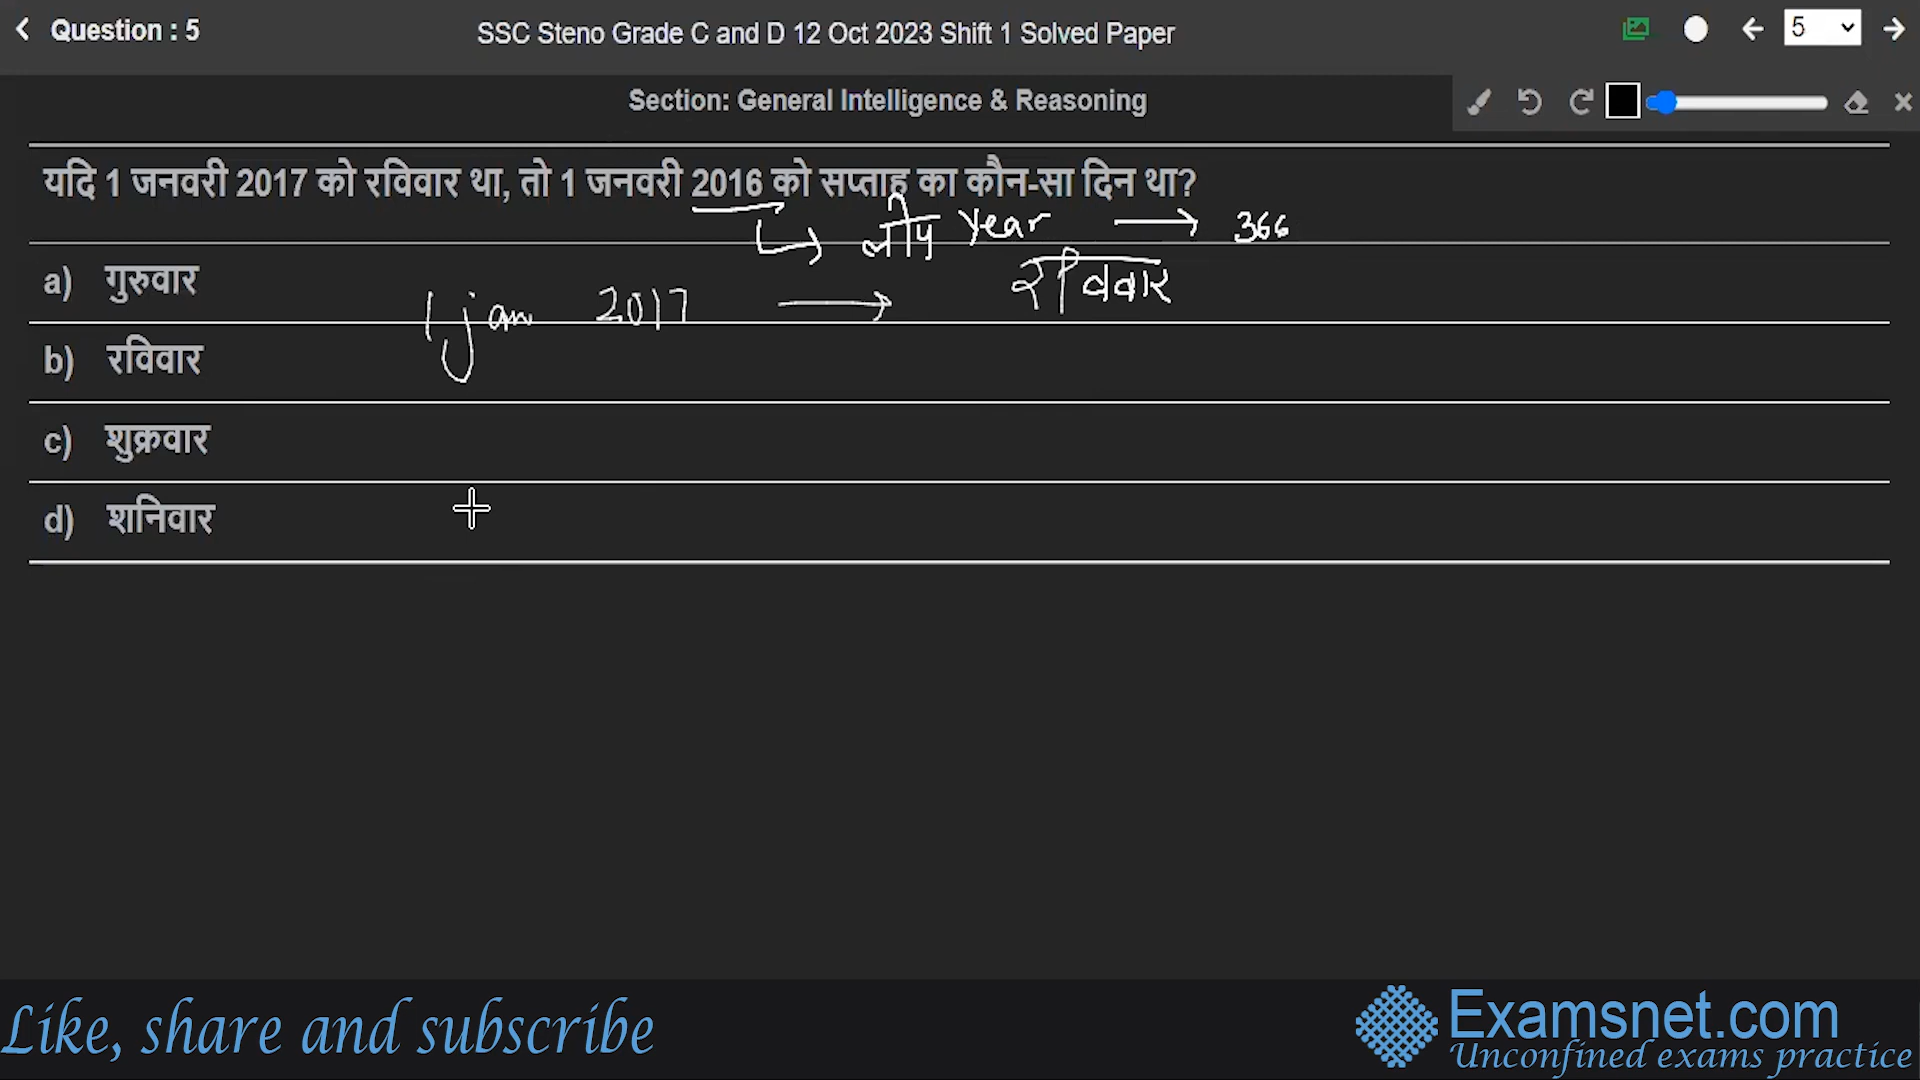 Question : 5
SSC Steno Grade C and D 12 Oct 2023 Shift 1 Solved Paper
5
Section: General Intelligence & Reasoning
यदि 1 जनवरी 2017 को रविवार था, तो 1 जनवरी 2016 को सप्ताह का कौन-सा दिन था?
लीप year → 366
a) गुरुवार
1 jan 2017 → रविवार
b) रविवार
c) शुक्रवार
d) शनिवार
Like, share and subscribe
Examsnet.com
Unconfined exams practice